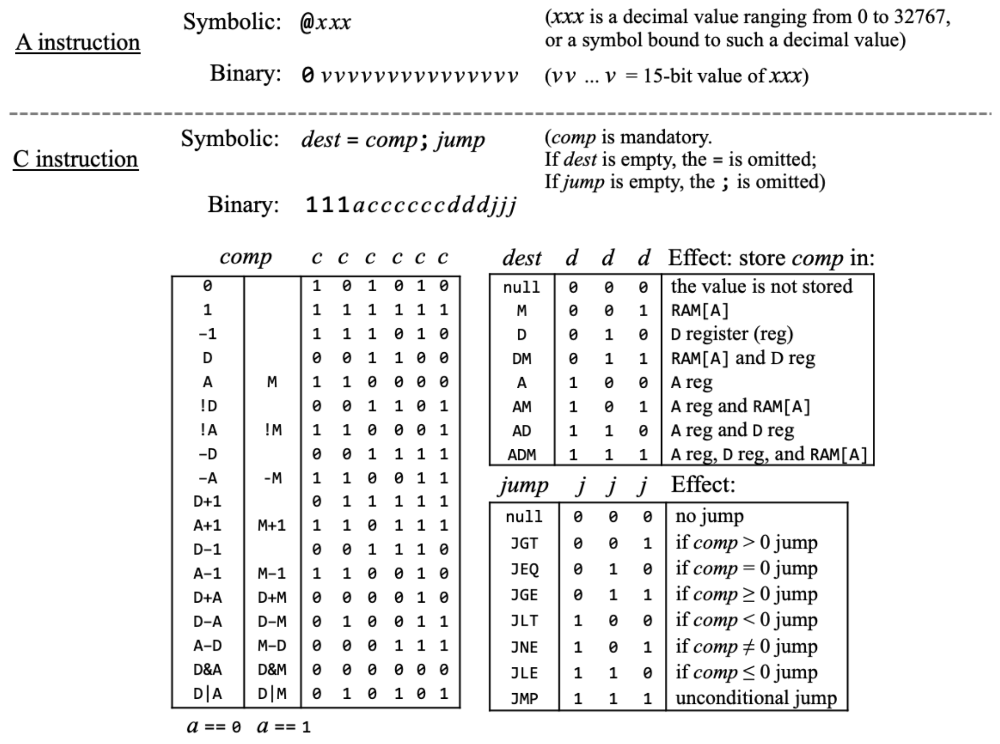 A instruction
Symbolic: @xxx (xxx is a decimal value ranging from 0 to 32767,
or a symbol bound to such a decimal value)
Binary: 0 vvvvvvvvvvvvvvv (vv ... v = 15-bit value of xxx)
C instruction
Symbolic: dest = comp; jump (comp is mandatory.
If dest is empty, the = is omitted;
If jump is empty, the ; is omitted)
Binary: 111accccccdddjjj
comp c c c c c c
0 1 0 1 0 1 0
1 1 1 1 1 1 1
−1 1 1 1 0 1 0
D 0 0 1 1 0 0
A M 1 1 0 0 0 0
!D 0 0 1 1 0 1
!A !M 1 1 0 0 0 1
−D 0 0 1 1 1 1
−A -M 1 1 0 0 1 1
D+1 0 1 1 1 1 1
A+1 M+1 1 1 0 1 1 1
D−1 0 0 1 1 1 0
A−1 M−1 1 1 0 0 1 0
D+A D+M 0 0 0 0 1 0
D−A D−M 0 1 0 0 1 1
A−D M−D 0 0 0 1 1 1
D&A D&M 0 0 0 0 0 0
D|A D|M 0 1 0 1 0 1
a == 0 a == 1
dest d d d Effect: store comp in:
null 0 0 0 the value is not stored
M 0 0 1 RAM[A]
D 0 1 0 D register (reg)
DM 0 1 1 RAM[A] and D reg
A 1 0 0 A reg
AM 1 0 1 A reg and RAM[A]
AD 1 1 0 A reg and D reg
ADM 1 1 1 A reg, D reg, and RAM[A]
jump j j j Effect:
null 0 0 0 no jump
JGT 0 0 1 if comp > 0 jump
JEQ 0 1 0 if comp = 0 jump
JGE 0 1 1 if comp ≥ 0 jump
JLT 1 0 0 if comp < 0 jump
JNE 1 0 1 if comp ≠ 0 jump
JLE 1 1 0 if comp ≤ 0 jump
JMP 1 1 1 unconditional jump